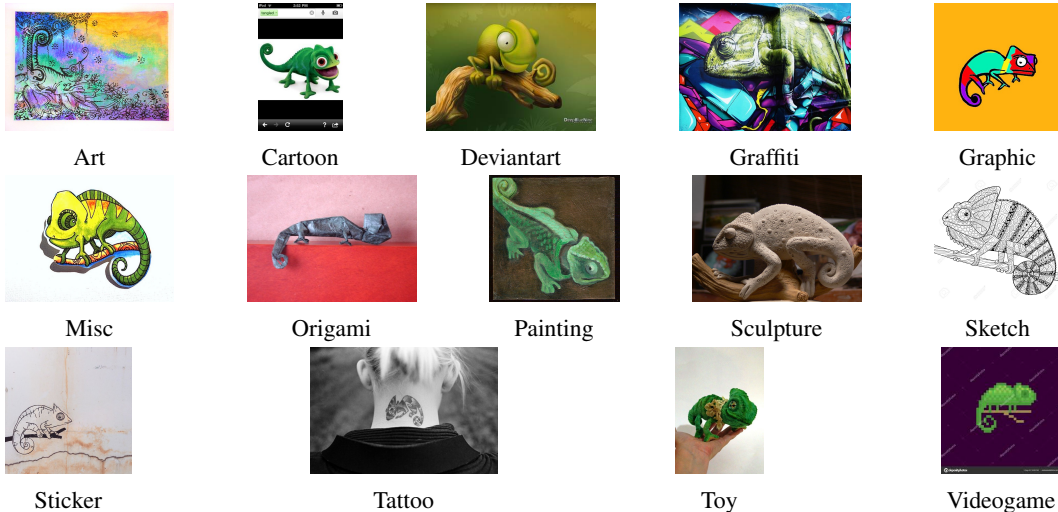 Art
Cartoon
Deviantart
Graffiti
Graphic
Misc
Origami
Painting
Sculpture
Sketch
Sticker
Tattoo
Toy
Videogame